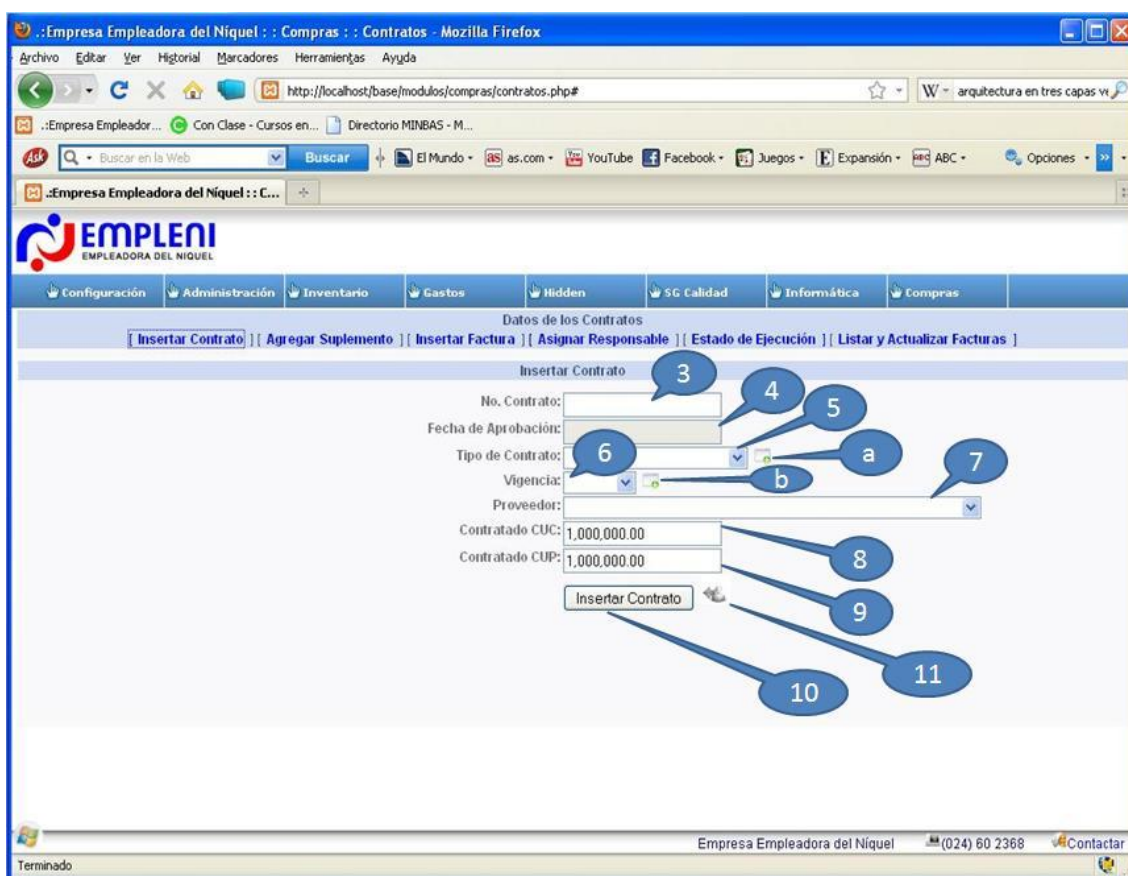 .:Empresa Empleadora del Níquel : : Compras : : Contratos - Mozilla Firefox
Archivo Editar Ver Historial Marcadores Herramientas Ayuda
http://localhost/base/modulos/compras/contratos.php# W arquitectura en tres capas ve
.:Empresa Empleador... Con Clase - Cursos en... Directorio MINBAS - M...
Ask Buscar en la Web Buscar El Mundo as as.com YouTube Facebook Juegos E Expansión ABC ABC Opciones »
.:Empresa Empleadora del Níquel : : C...
EMPLENI
EMPLEADORA DEL NIQUEL
Configuración Administración Inventario Gastos Hidden SG Calidad Informática Compras
Datos de los Contratos
[ Insertar Contrato ] [ Agregar Suplemento ] [ Insertar Factura ] [ Asignar Responsable ] [ Estado de Ejecución ] [ Listar y Actualizar Facturas ]
Insertar Contrato
3
No. Contrato:
4
Fecha de Aprobación:
5
Tipo de Contrato:
6
a
7
Vigencia:
b
Proveedor:
Contratado CUC: 1,000,000.00
8
Contratado CUP: 1,000,000.00
Insertar Contrato
9
11
10
Empresa Empleadora del Níquel (024) 60 2368 Contactar
Terminado